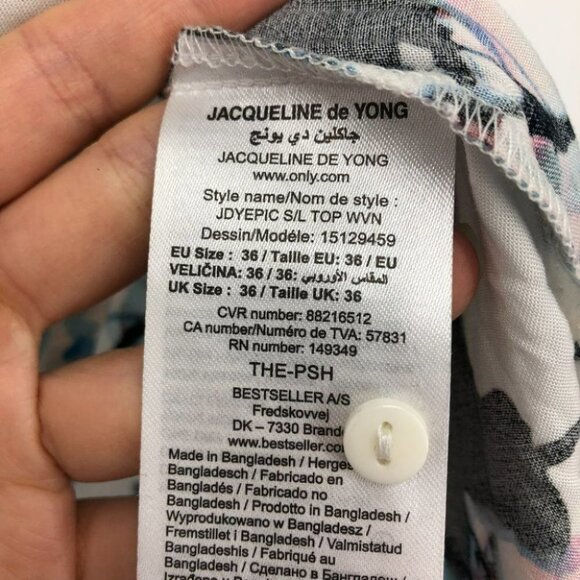 JACQUELINE de YONG
جاكلين دي يونج
JACQUELINE DE YONG
www.only.com
Style name/Nom de style :
JDYEPIC S/L TOP WVN
Dessin/Modéle: 15129459
EU Size : 36 / Taille EU: 36 / EU
VELIČINA: 36 / 36 :المقاس الأوروبي
UK Size : 36 / Taille UK: 36
CVR number: 88216512
CA number/Numéro de TVA: 57831
RN number: 149349
THE-PSH
BESTSELLER A/S
Fredskovvej
DK – 7330 Brande
www.bestseller.com
Made in Bangladesh / Herges
Bangladesch / Fabricado en
Bangladés / Fabricado no
Bangladesh / Prodotto in Bangladesh /
Wyprodukowano w Bangladesz /
Fremstillet i Bangladesh / Valmistatud
Bangladeshis / Fabriqué au
Bangladesh / Сделано в Бангладеш /